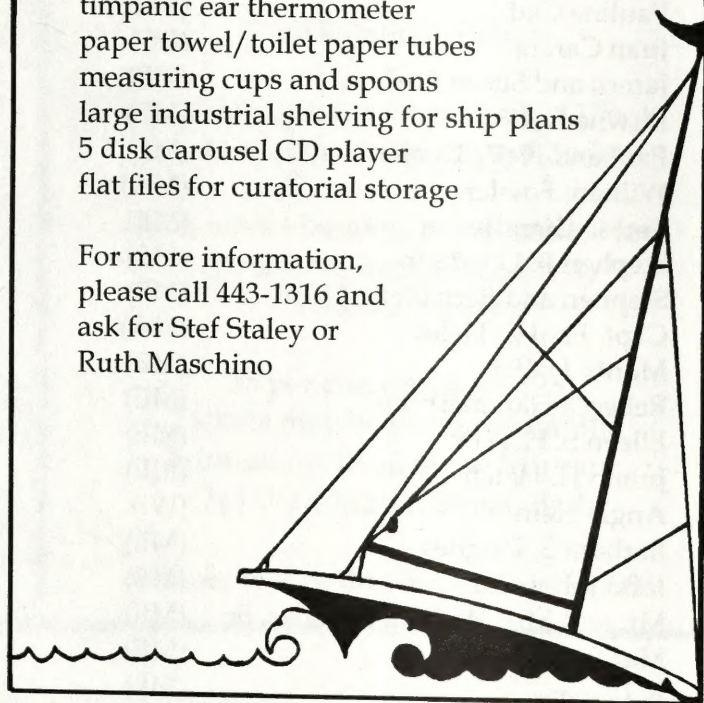 timpanic ear thermometer
paper towel/toilet paper tubes
measuring cups and spoons
large industrial shelving for ship plans
5 disk carousel CD player
flat files for curatorial storage
For more information,
please call 443-1316 and
ask for Stef Staley or
Ruth Maschino